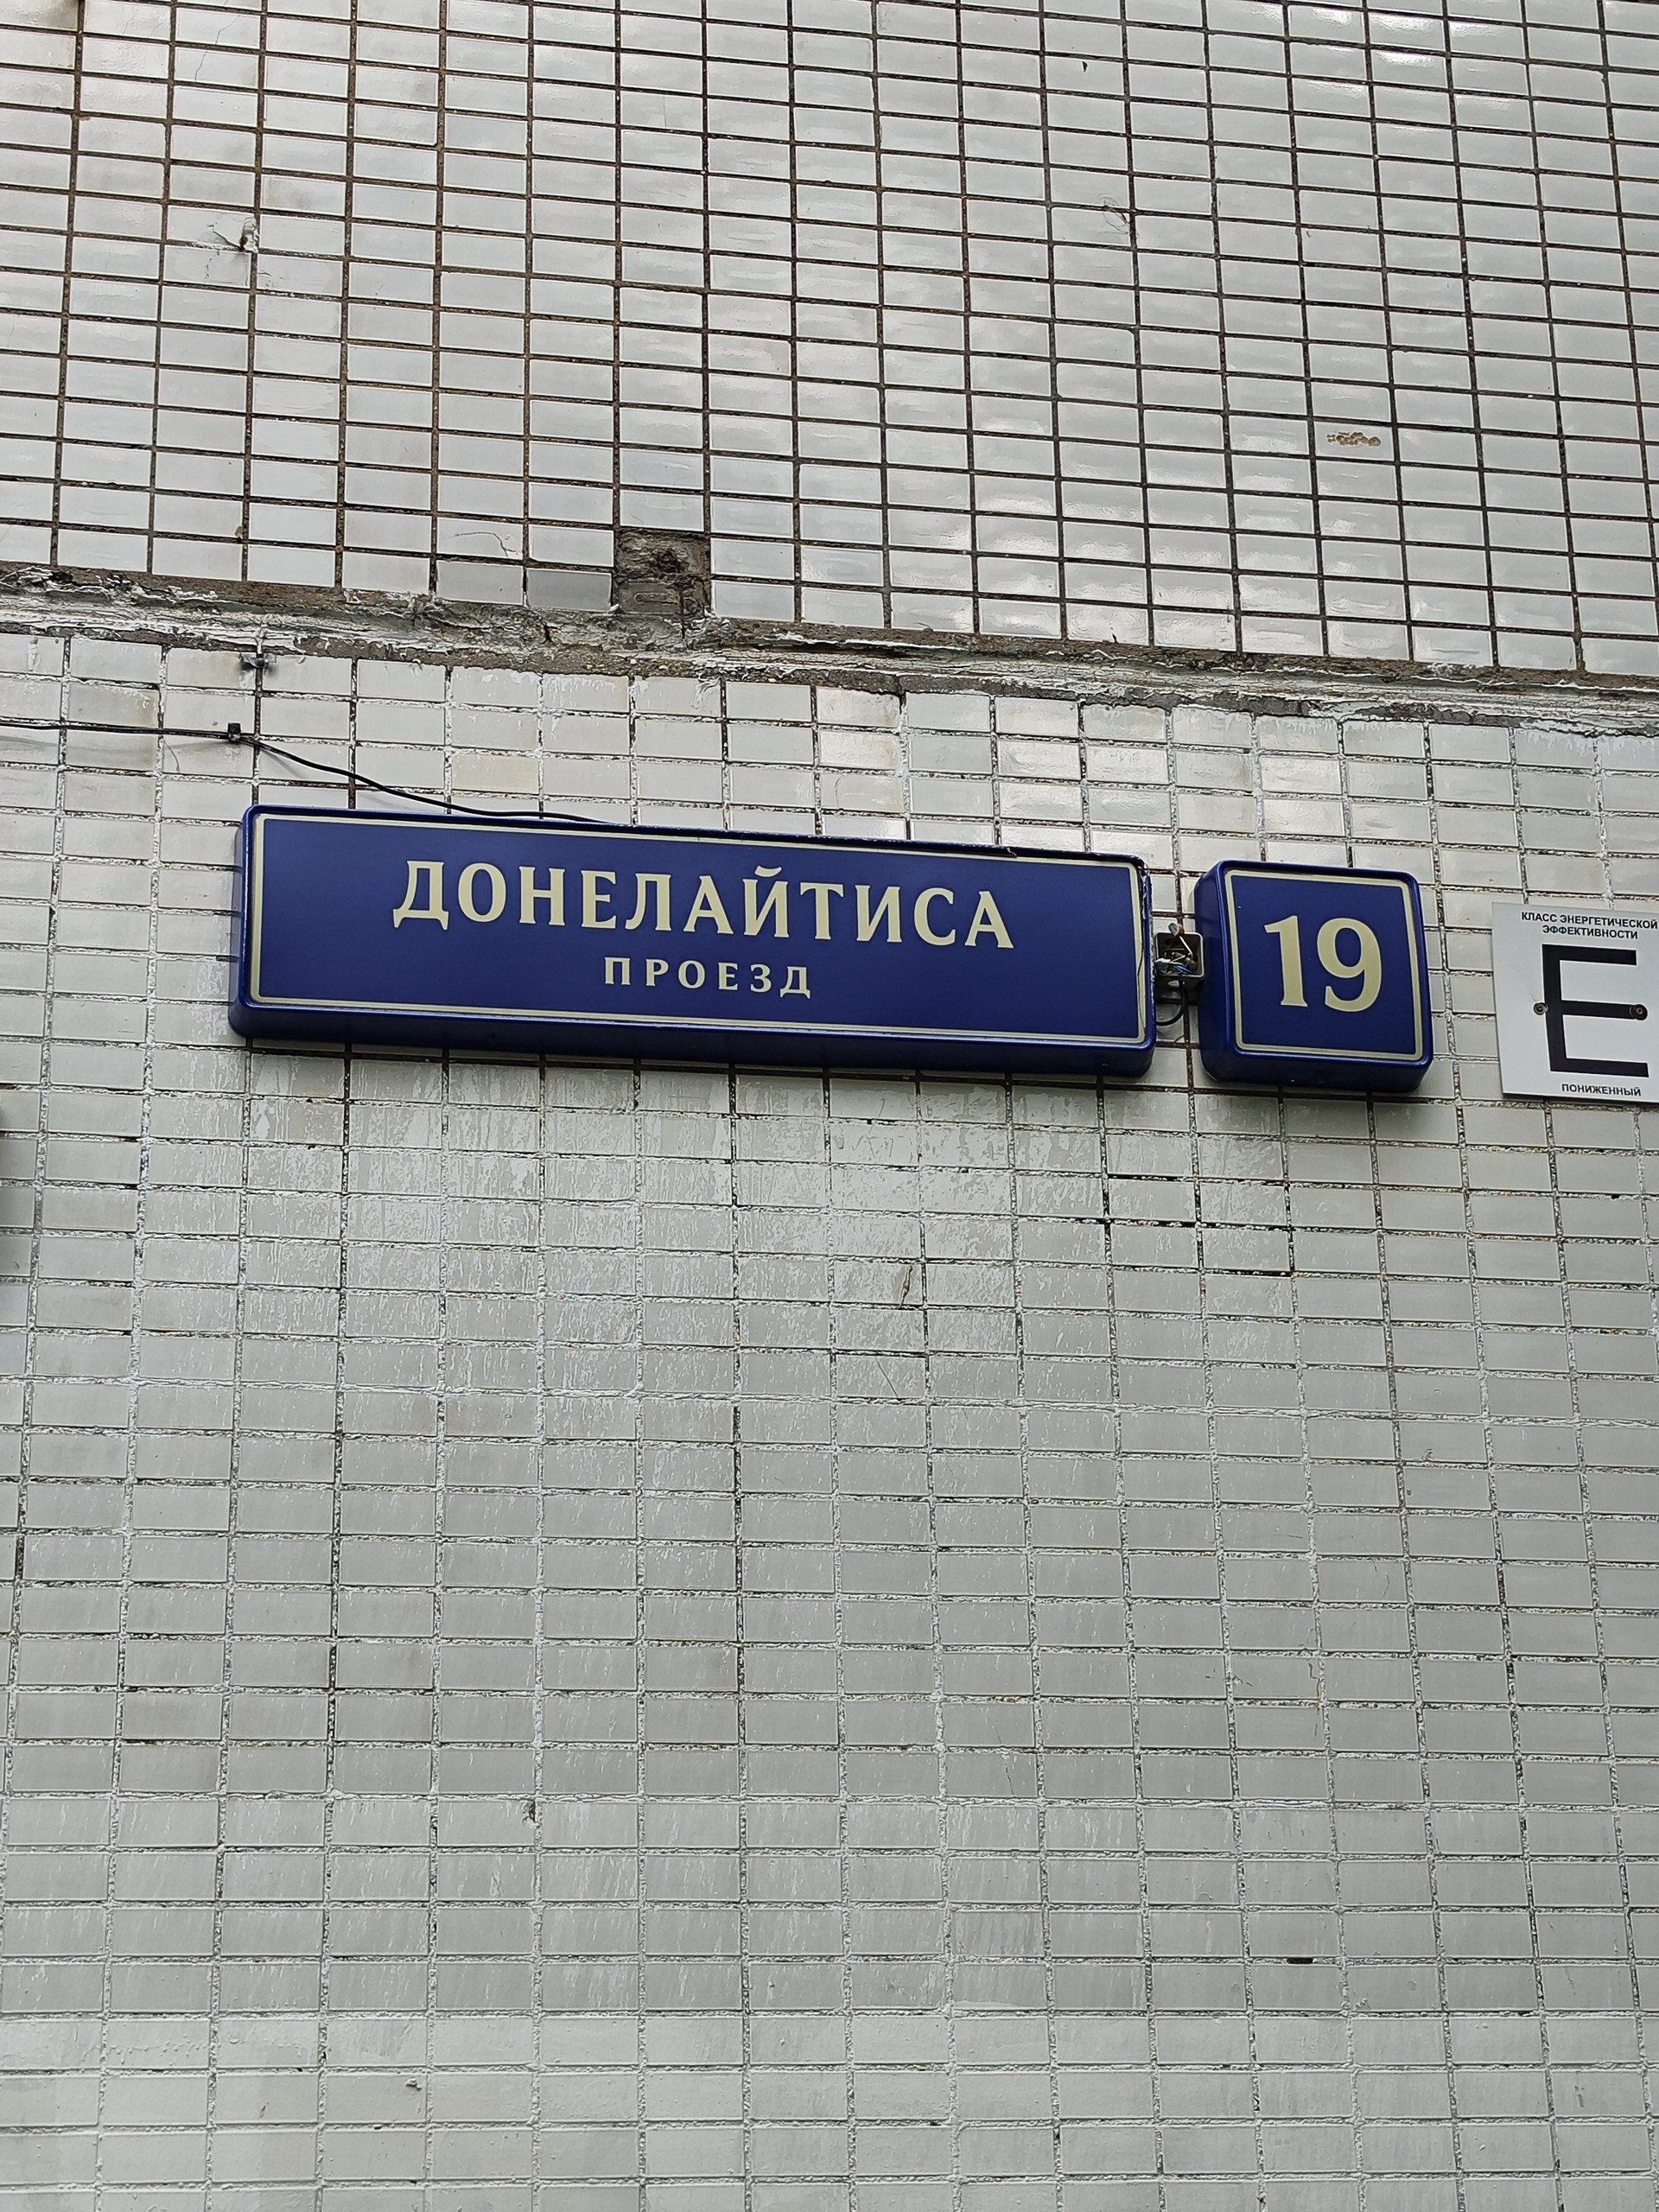 ДОНЕЛАЙТИСА
ПРОЕЗД
19
КЛАСС ЭНЕРГЕТИЧЕСКОЙ
ЭФФЕКТИВНОСТИ
E
ПОНИЖЕННЫЙ